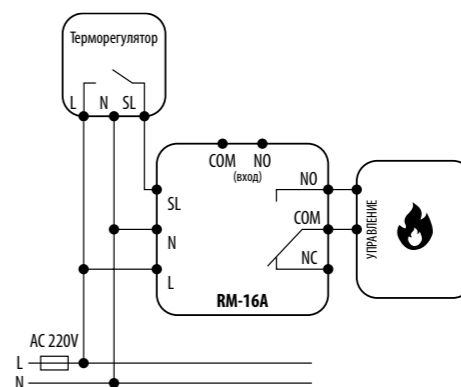 Терморегулятор
L N SL
COM NO
(вход)
SL
N
L
NO
COM
NC
RM-16A
УПРАВЛЕНИЕ
AC 220V
L
N